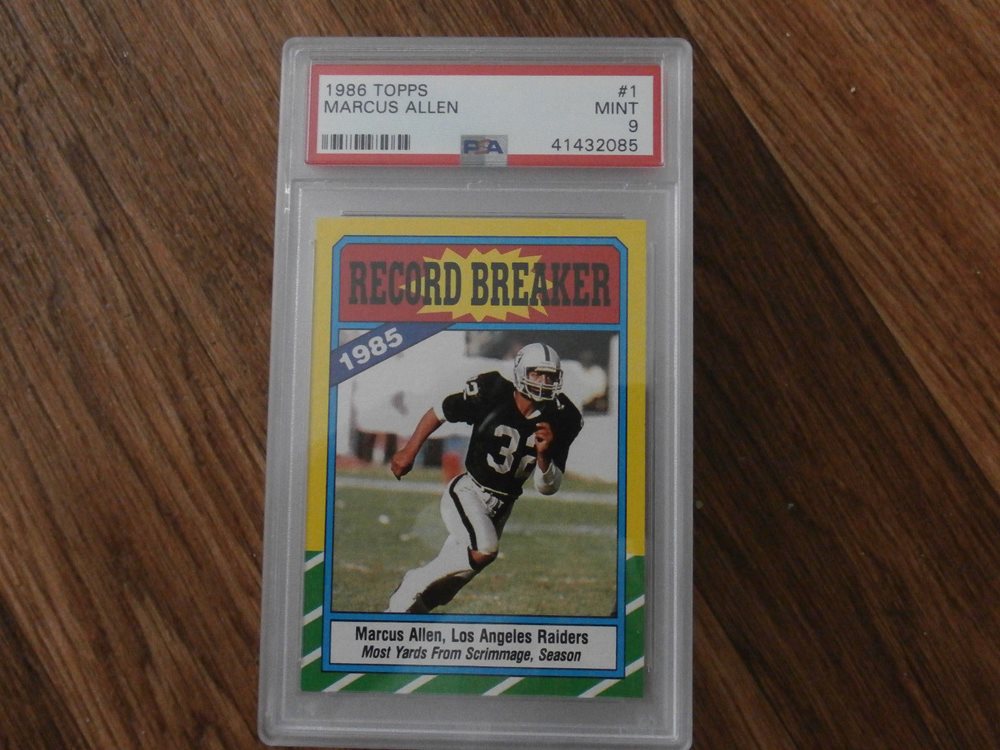 1986 TOPPS #1
MARCUS ALLEN MINT
9
PSA 41432085
RECORD BREAKER
1985
32
Marcus Allen, Los Angeles Raiders
Most Yards From Scrimmage, Season